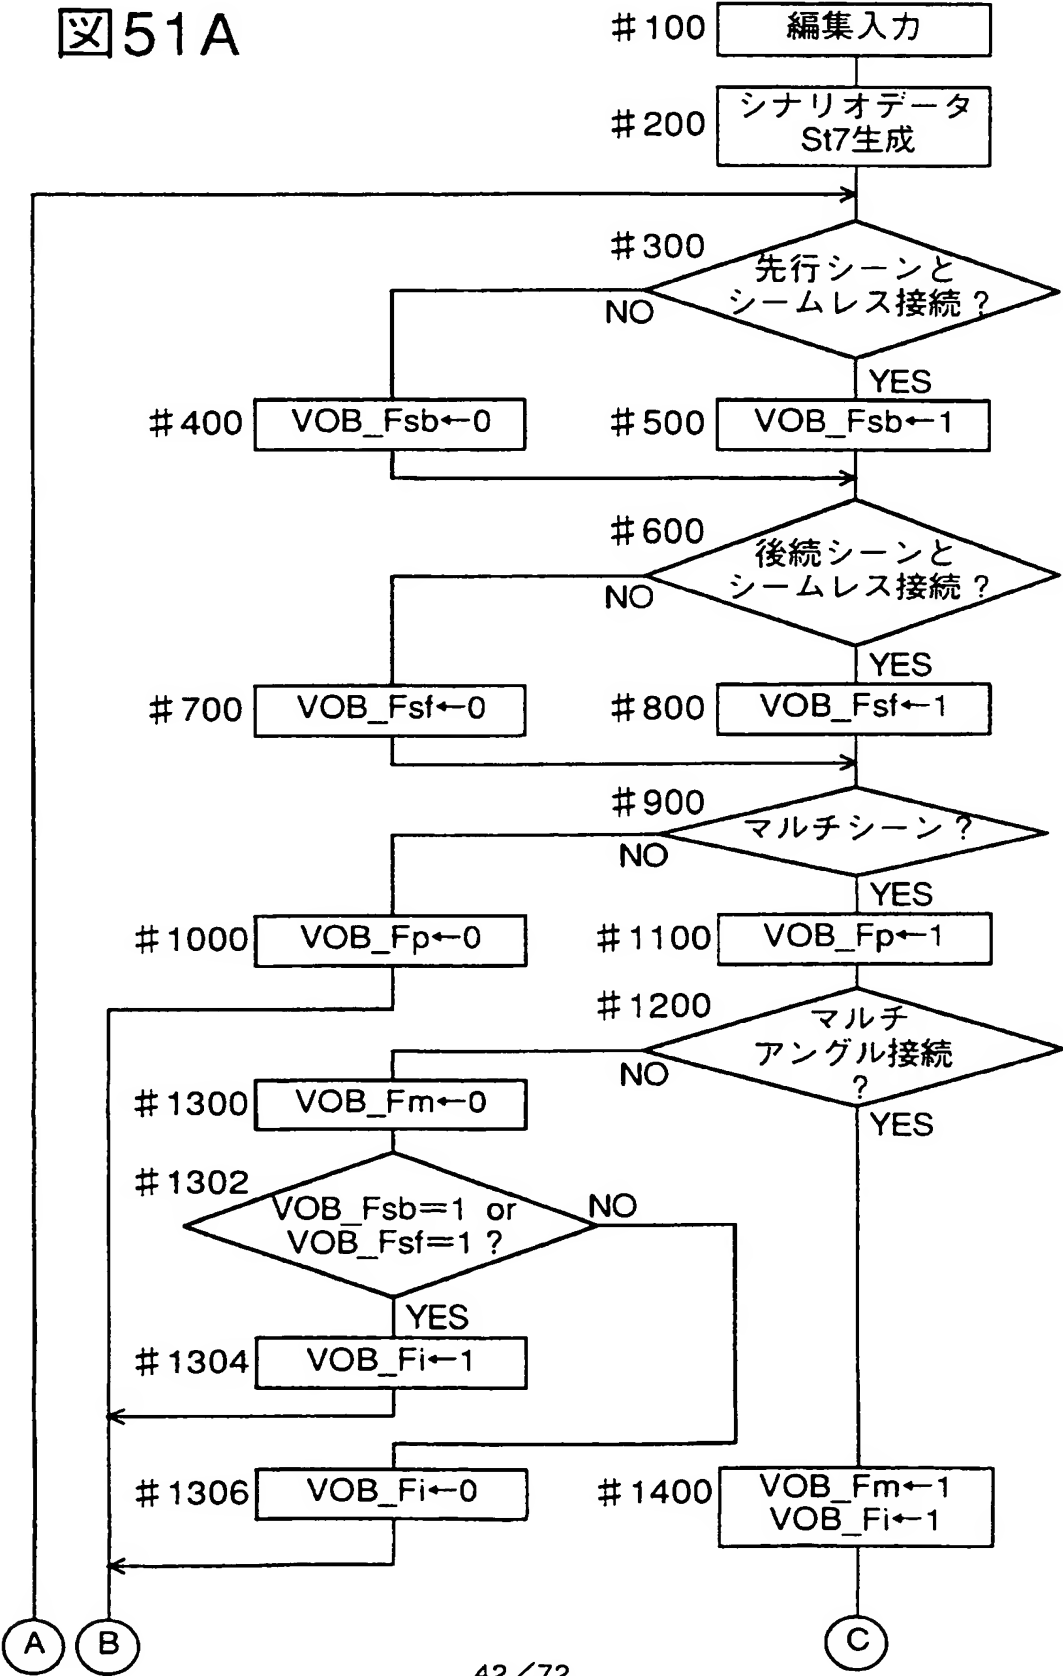 図51A
#100
編集入力
#200
シナリオデータ
St7生成
#300
先行シーンと
シームレス接続?
NO
YES
#400
VOB_Fsb←0
#500
VOB_Fsb←1
#600
後続シーンと
シームレス接続?
NO
YES
#700
VOB_Fsf←0
#800
VOB_Fsf←1
#900
マルチシーン?
NO
YES
#1000
VOB_Fp←0
#1100
VOB_Fp←1
#1200
マルチ
アングル接続
?
NO
YES
#1300
VOB_Fm←0
#1302
VOB_Fsb=1 or
VOB_Fsf=1 ?
NO
YES
#1304
VOB_Fi←1
#1306
VOB_Fi←0
#1400
VOB_Fm←1
VOB_Fi←1
A
B
C
42/72